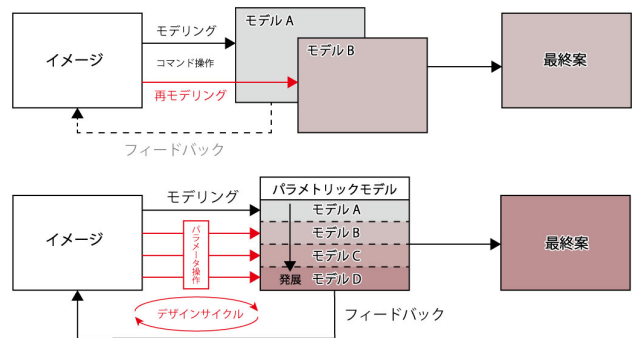 モデリング
モデル A
イメージ
コマンド操作
モデル B
最終案
再モデリング
フィードバック
パラメトリックモデル
モデリング
モデル A
イメージ
パラメータ操作
モデル B
最終案
モデル C
発展
モデル D
デザインサイクル
フィードバック